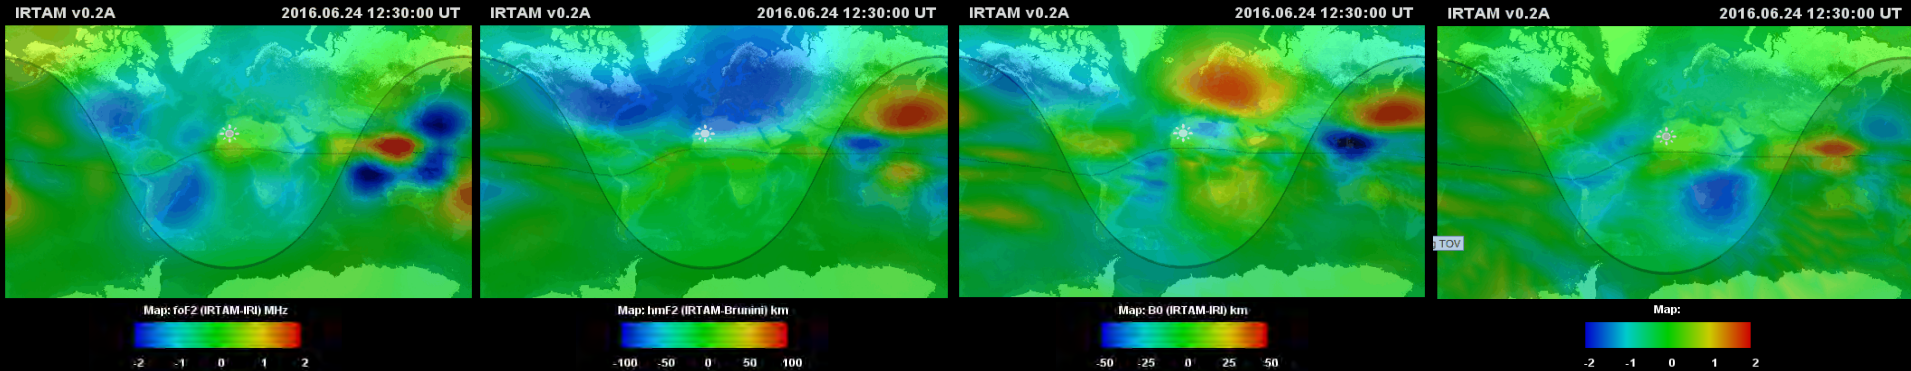 IRTAM v0.2A 2016.06.24 12:30:00 UT
Map: foF2 (IRTAM-IRI) MHz
-2 -1 0 1 2
IRTAM v0.2A 2016.06.24 12:30:00 UT
Map: hmF2 (IRTAM-Brunini) km
-100 -50 0 50 100
IRTAM v0.2A 2016.06.24 12:30:00 UT
Map: B0 (IRTAM-IRI) km
-50 -25 0 25 50
IRTAM v0.2A 2016.06.24 12:30:00 UT
TOV
Map:
-2 -1 0 1 2